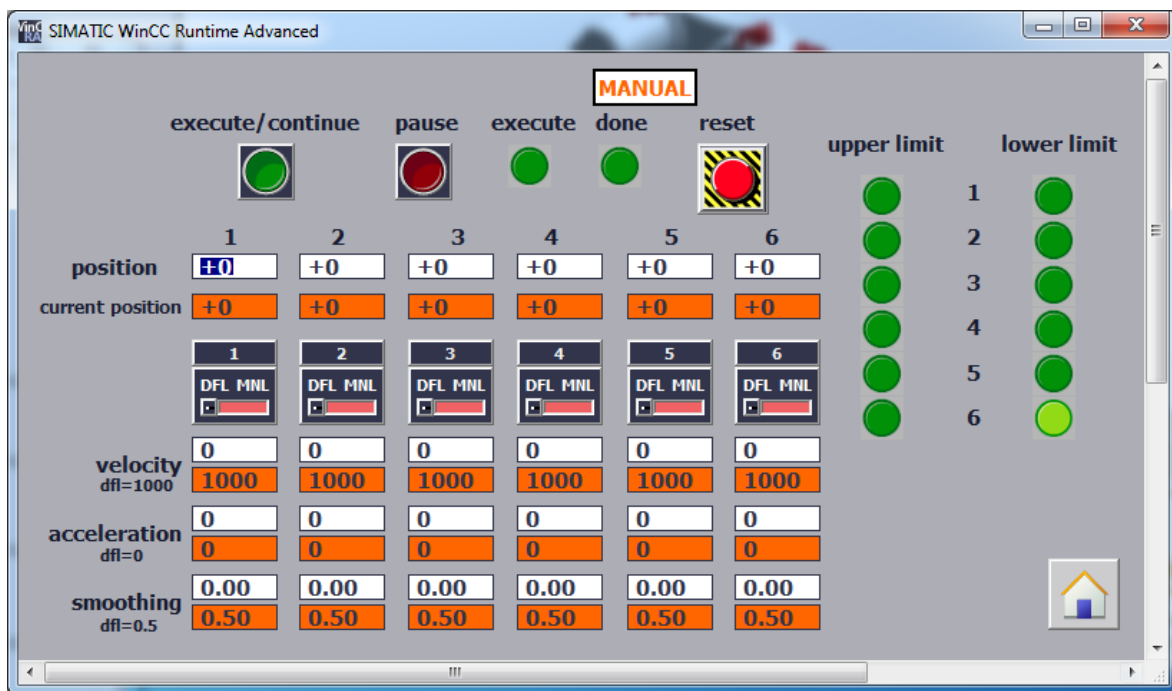 SIMATIC WinCC Runtime Advanced
MANUAL
execute/continue pause execute done reset
upper limit lower limit
1
2
3
4
5
6
1 2 3 4 5 6
position +0 +0 +0 +0 +0 +0
current position +0 +0 +0 +0 +0 +0
1 2 3 4 5 6
DFL MNL DFL MNL DFL MNL DFL MNL DFL MNL DFL MNL
velocity 0 0 0 0 0 0
dfl=1000 1000 1000 1000 1000 1000 1000
acceleration 0 0 0 0 0 0
dfl=0 0 0 0 0 0 0
smoothing 0.00 0.00 0.00 0.00 0.00 0.00
dfl=0.5 0.50 0.50 0.50 0.50 0.50 0.50